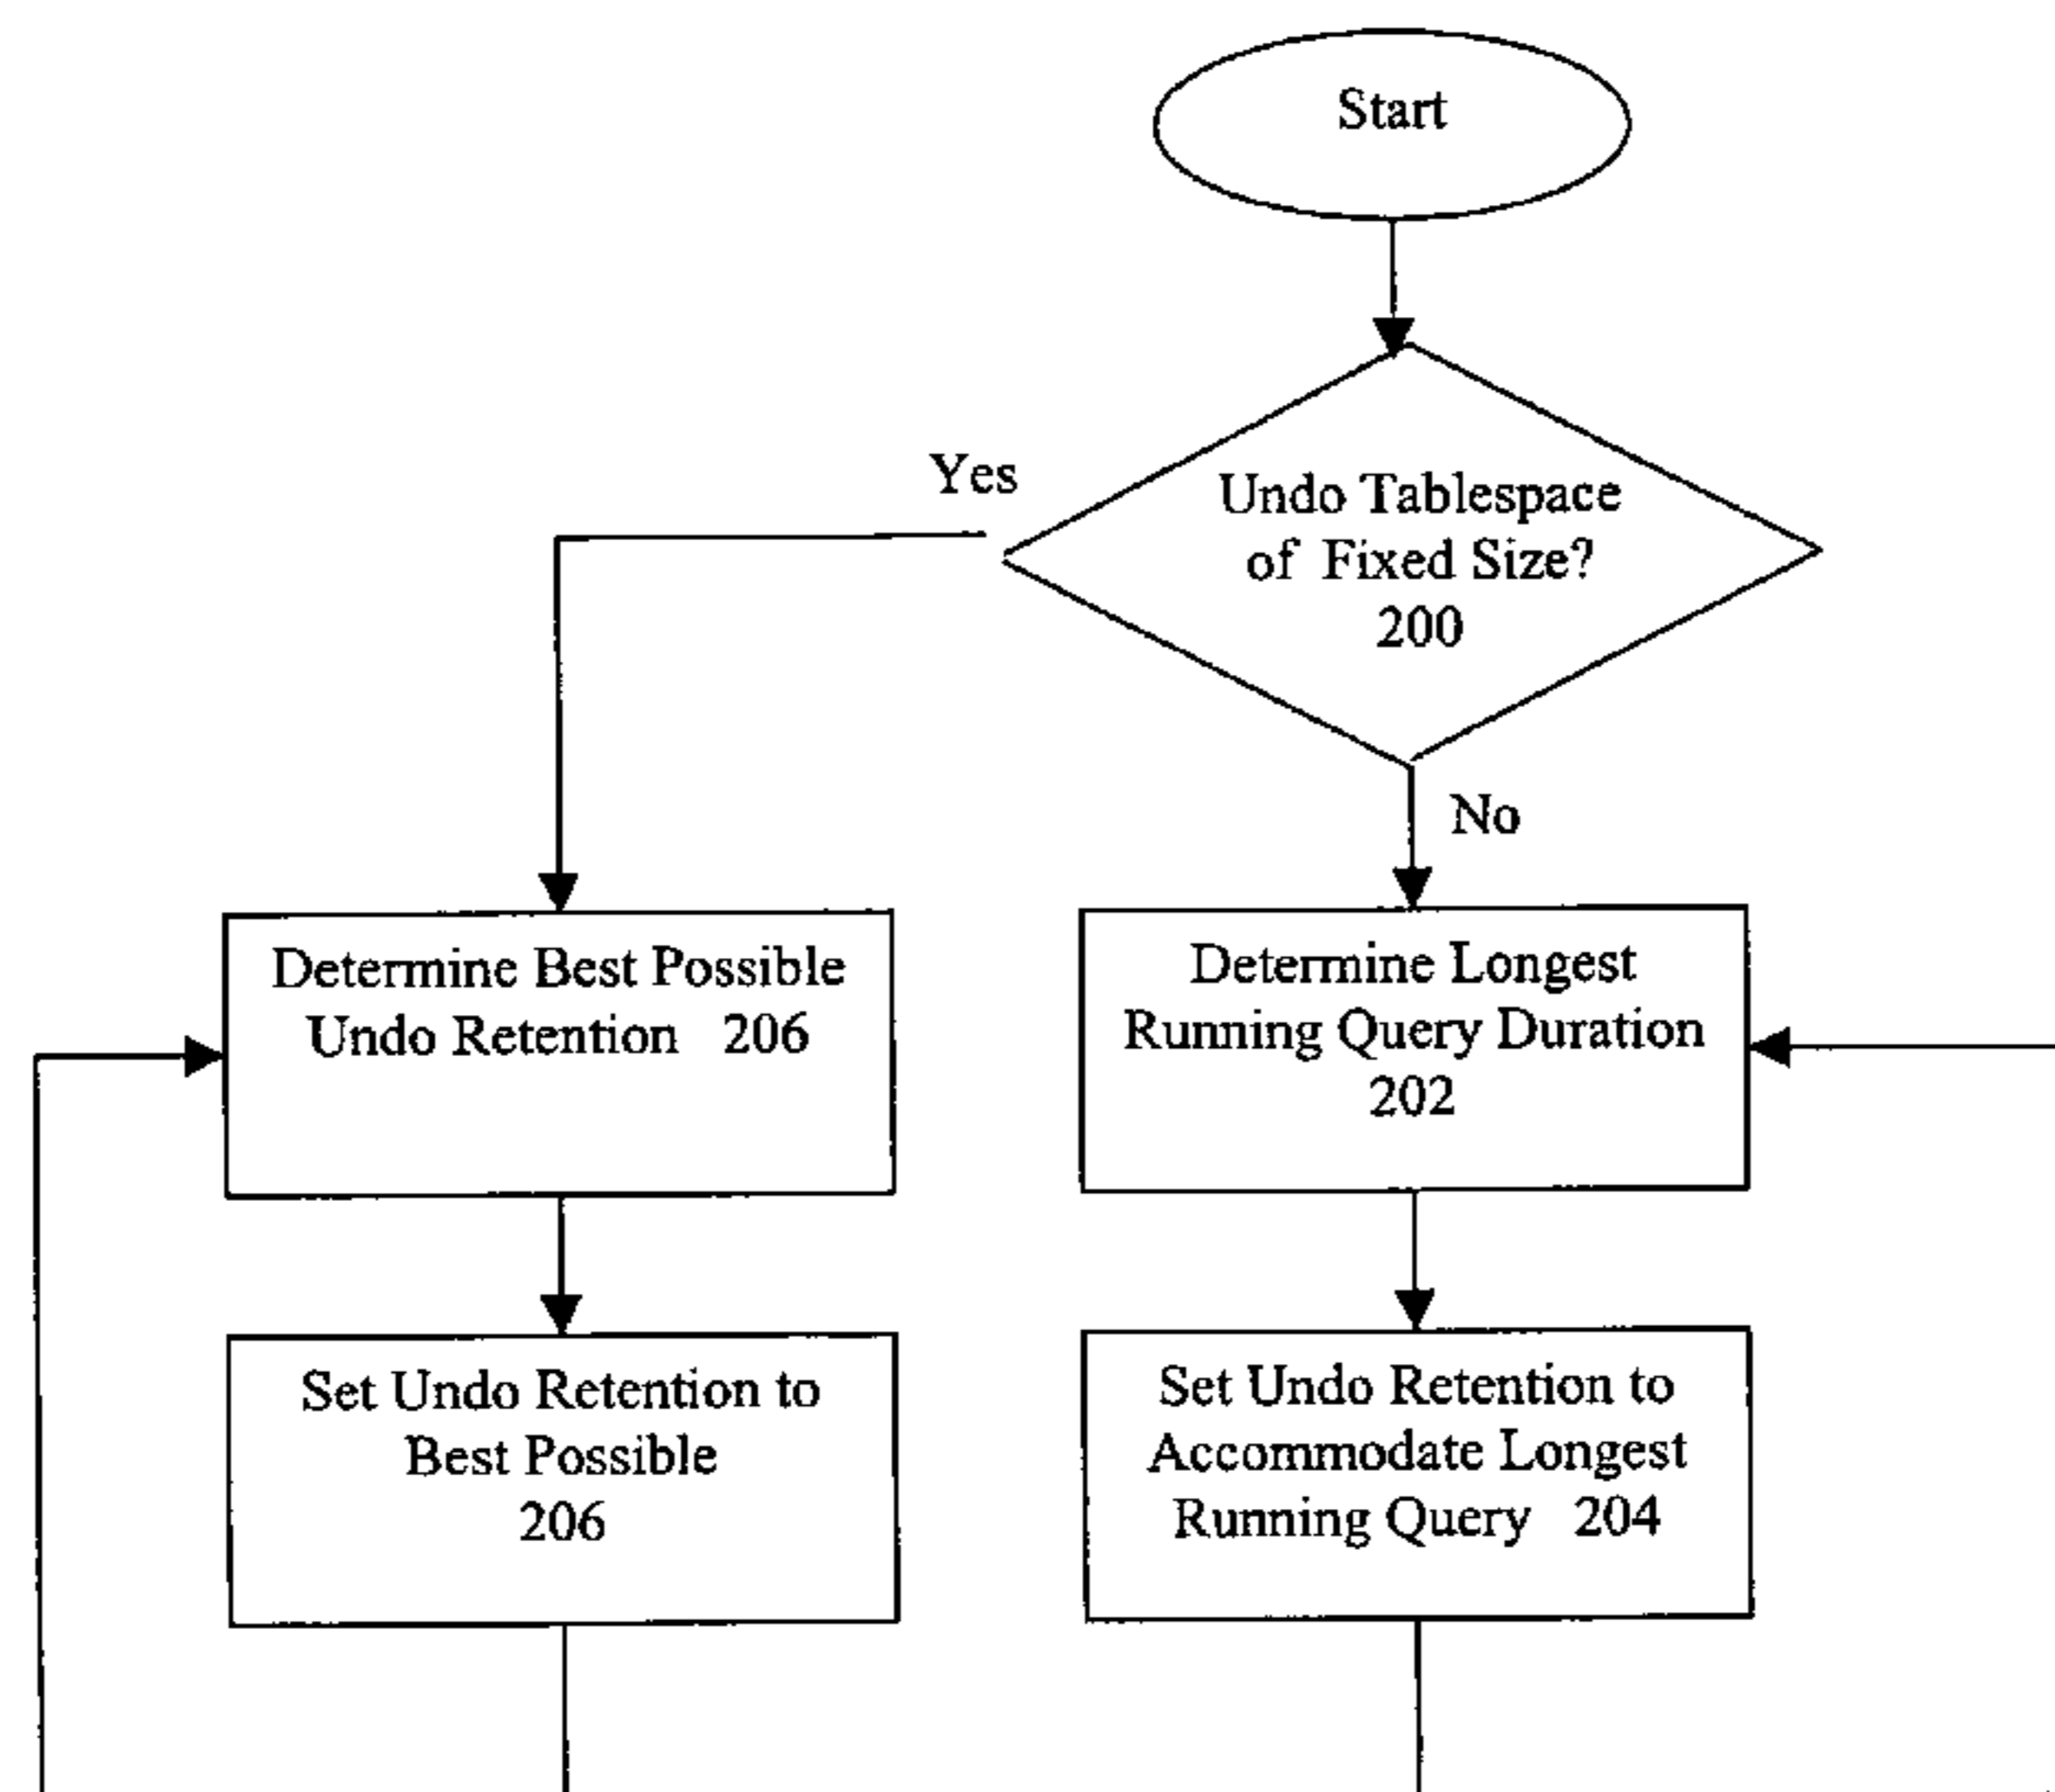 Start
Yes
Undo Tablespace
of Fixed Size?
200
No
Determine Best Possible
Undo Retention 206
Determine Longest
Running Query Duration
202
Set Undo Retention to
Best Possible
206
Set Undo Retention to
Accommodate Longest
Running Query 204